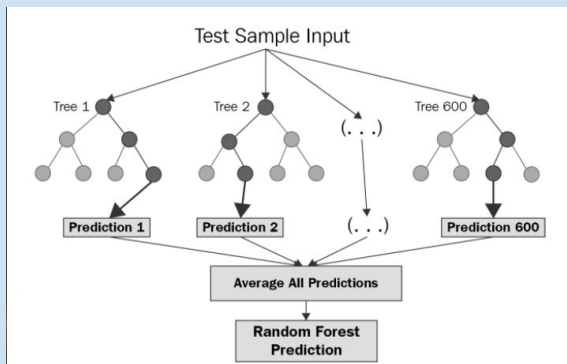 Test Sample Input
Tree 1
Tree 2
(. . .)
Tree 600
Prediction 1
Prediction 2
(. . .)
Prediction 600
Average All Predictions
Random Forest
Prediction